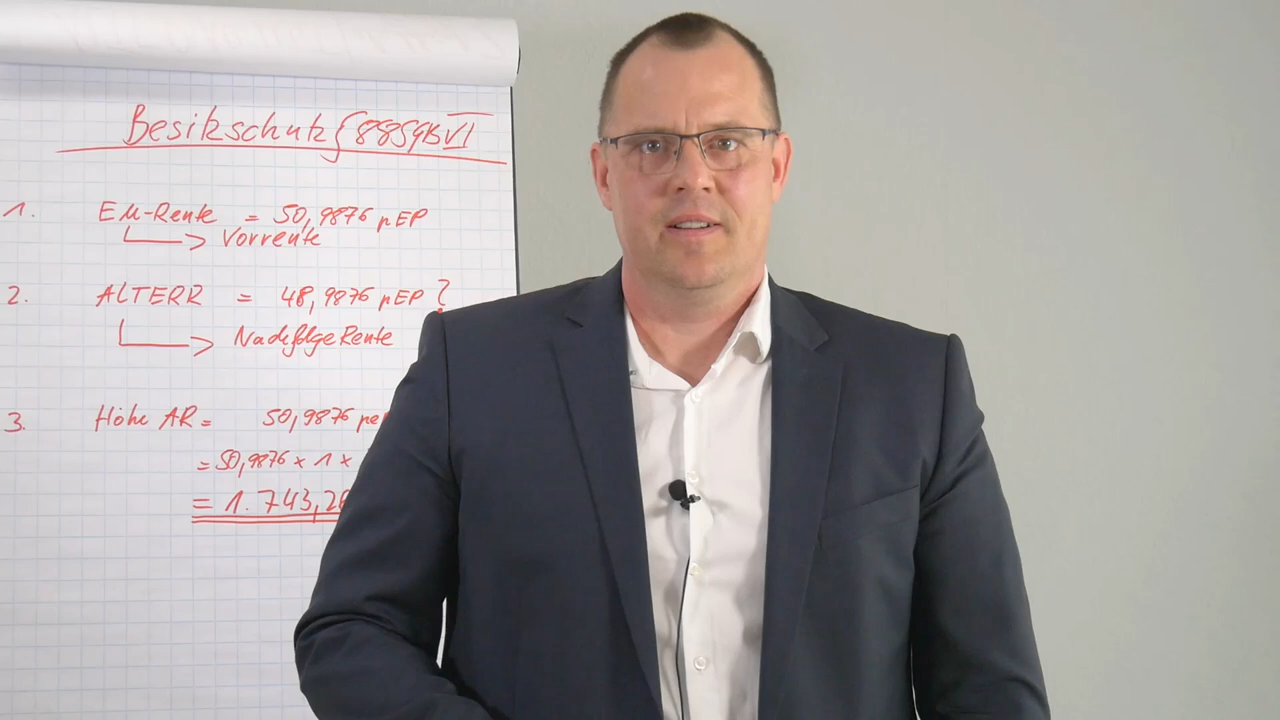 Besitzschutz § 88 SGB VI
1. EM-Rente = 50,9876 pEP
Vorrente
2. ALTERR = 48,9876 pEP ?
Nachfolge Rente
3. Höhe AR = 50,9876
= 50,9876 x 1 x
= 1.743,26